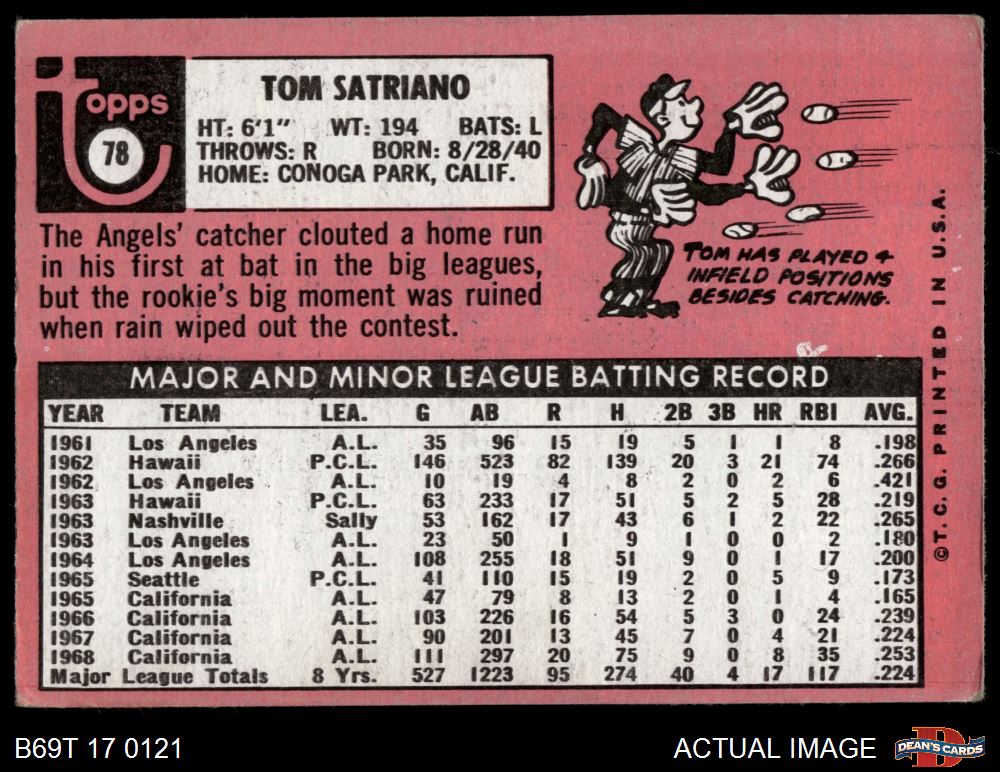 topps
78
TOM SATRIANO
HT: 6'1" WT: 194 BATS: L
THROWS: R BORN: 8/28/40
HOME: CONOGA PARK, CALIF.
The Angels' catcher clouted a home run
in his first at bat in the big leagues,
but the rookie's big moment was ruined
when rain wiped out the contest.
TOM HAS PLAYED 4
INFIELD POSITIONS
BESIDES CATCHING.
MAJOR AND MINOR LEAGUE BATTING RECORD
YEAR TEAM LEA. G AB R H 2B 3B HR RBI AVG.
1961 Los Angeles A.L. 35 96 15 19 5 1 1 8 .198
1962 Hawaii P.C.L. 146 523 82 139 20 3 21 74 .266
1962 Los Angeles A.L. 10 19 4 8 2 0 2 6 .421
1963 Hawaii P.C.L. 63 233 17 51 5 2 5 28 .219
1963 Nashville Sally 53 162 17 43 6 1 2 22 .265
1963 Los Angeles A.L. 23 50 1 9 1 0 0 2 .180
1964 Los Angeles A.L. 108 255 18 51 9 0 1 17 .200
1965 Seattle P.C.L. 41 110 15 19 2 0 5 9 .173
1965 California A.L. 47 79 8 13 2 0 1 4 .165
1966 California A.L. 103 226 16 54 5 3 0 24 .239
1967 California A.L. 90 201 13 45 7 0 4 21 .224
1968 California A.L. 111 297 20 75 9 0 8 35 .253
Major League Totals 8 Yrs. 527 1223 95 274 40 4 17 117 .224
©T. C. G. PRINTED IN U.S.A.
B69T 17 0121
ACTUAL IMAGE
D
DEAN'S CARDS